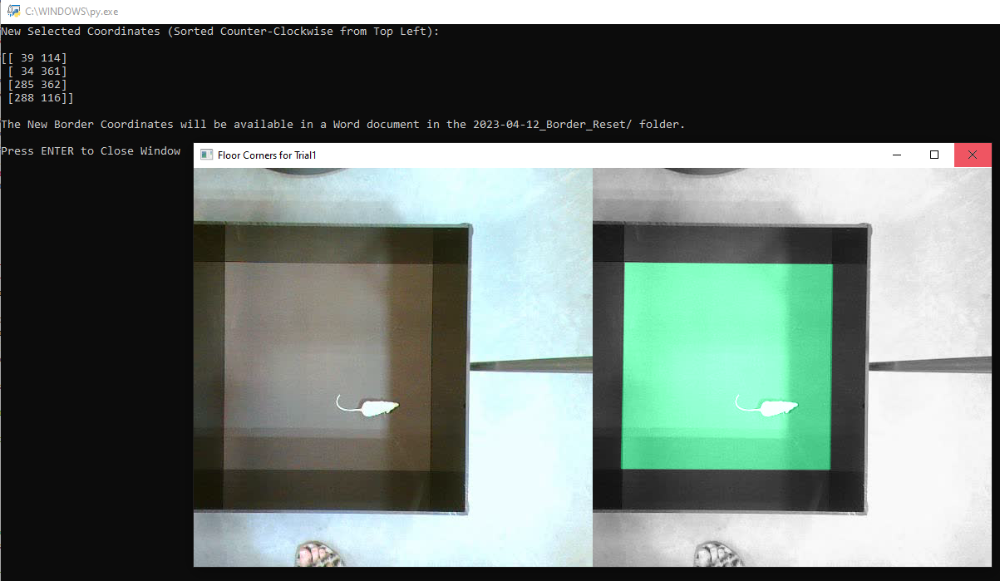 C:\WINDOWS\py.exe
New Selected Coordinates (Sorted Counter-Clockwise from Top Left):
[[ 39 114]
[ 34 361]
[285 362]
[288 116]]
The New Border Coordinates will be available in a Word document in the 2023-04-12_Border_Reset/ folder.
Press ENTER to Close Window
Floor Corners for Trial1